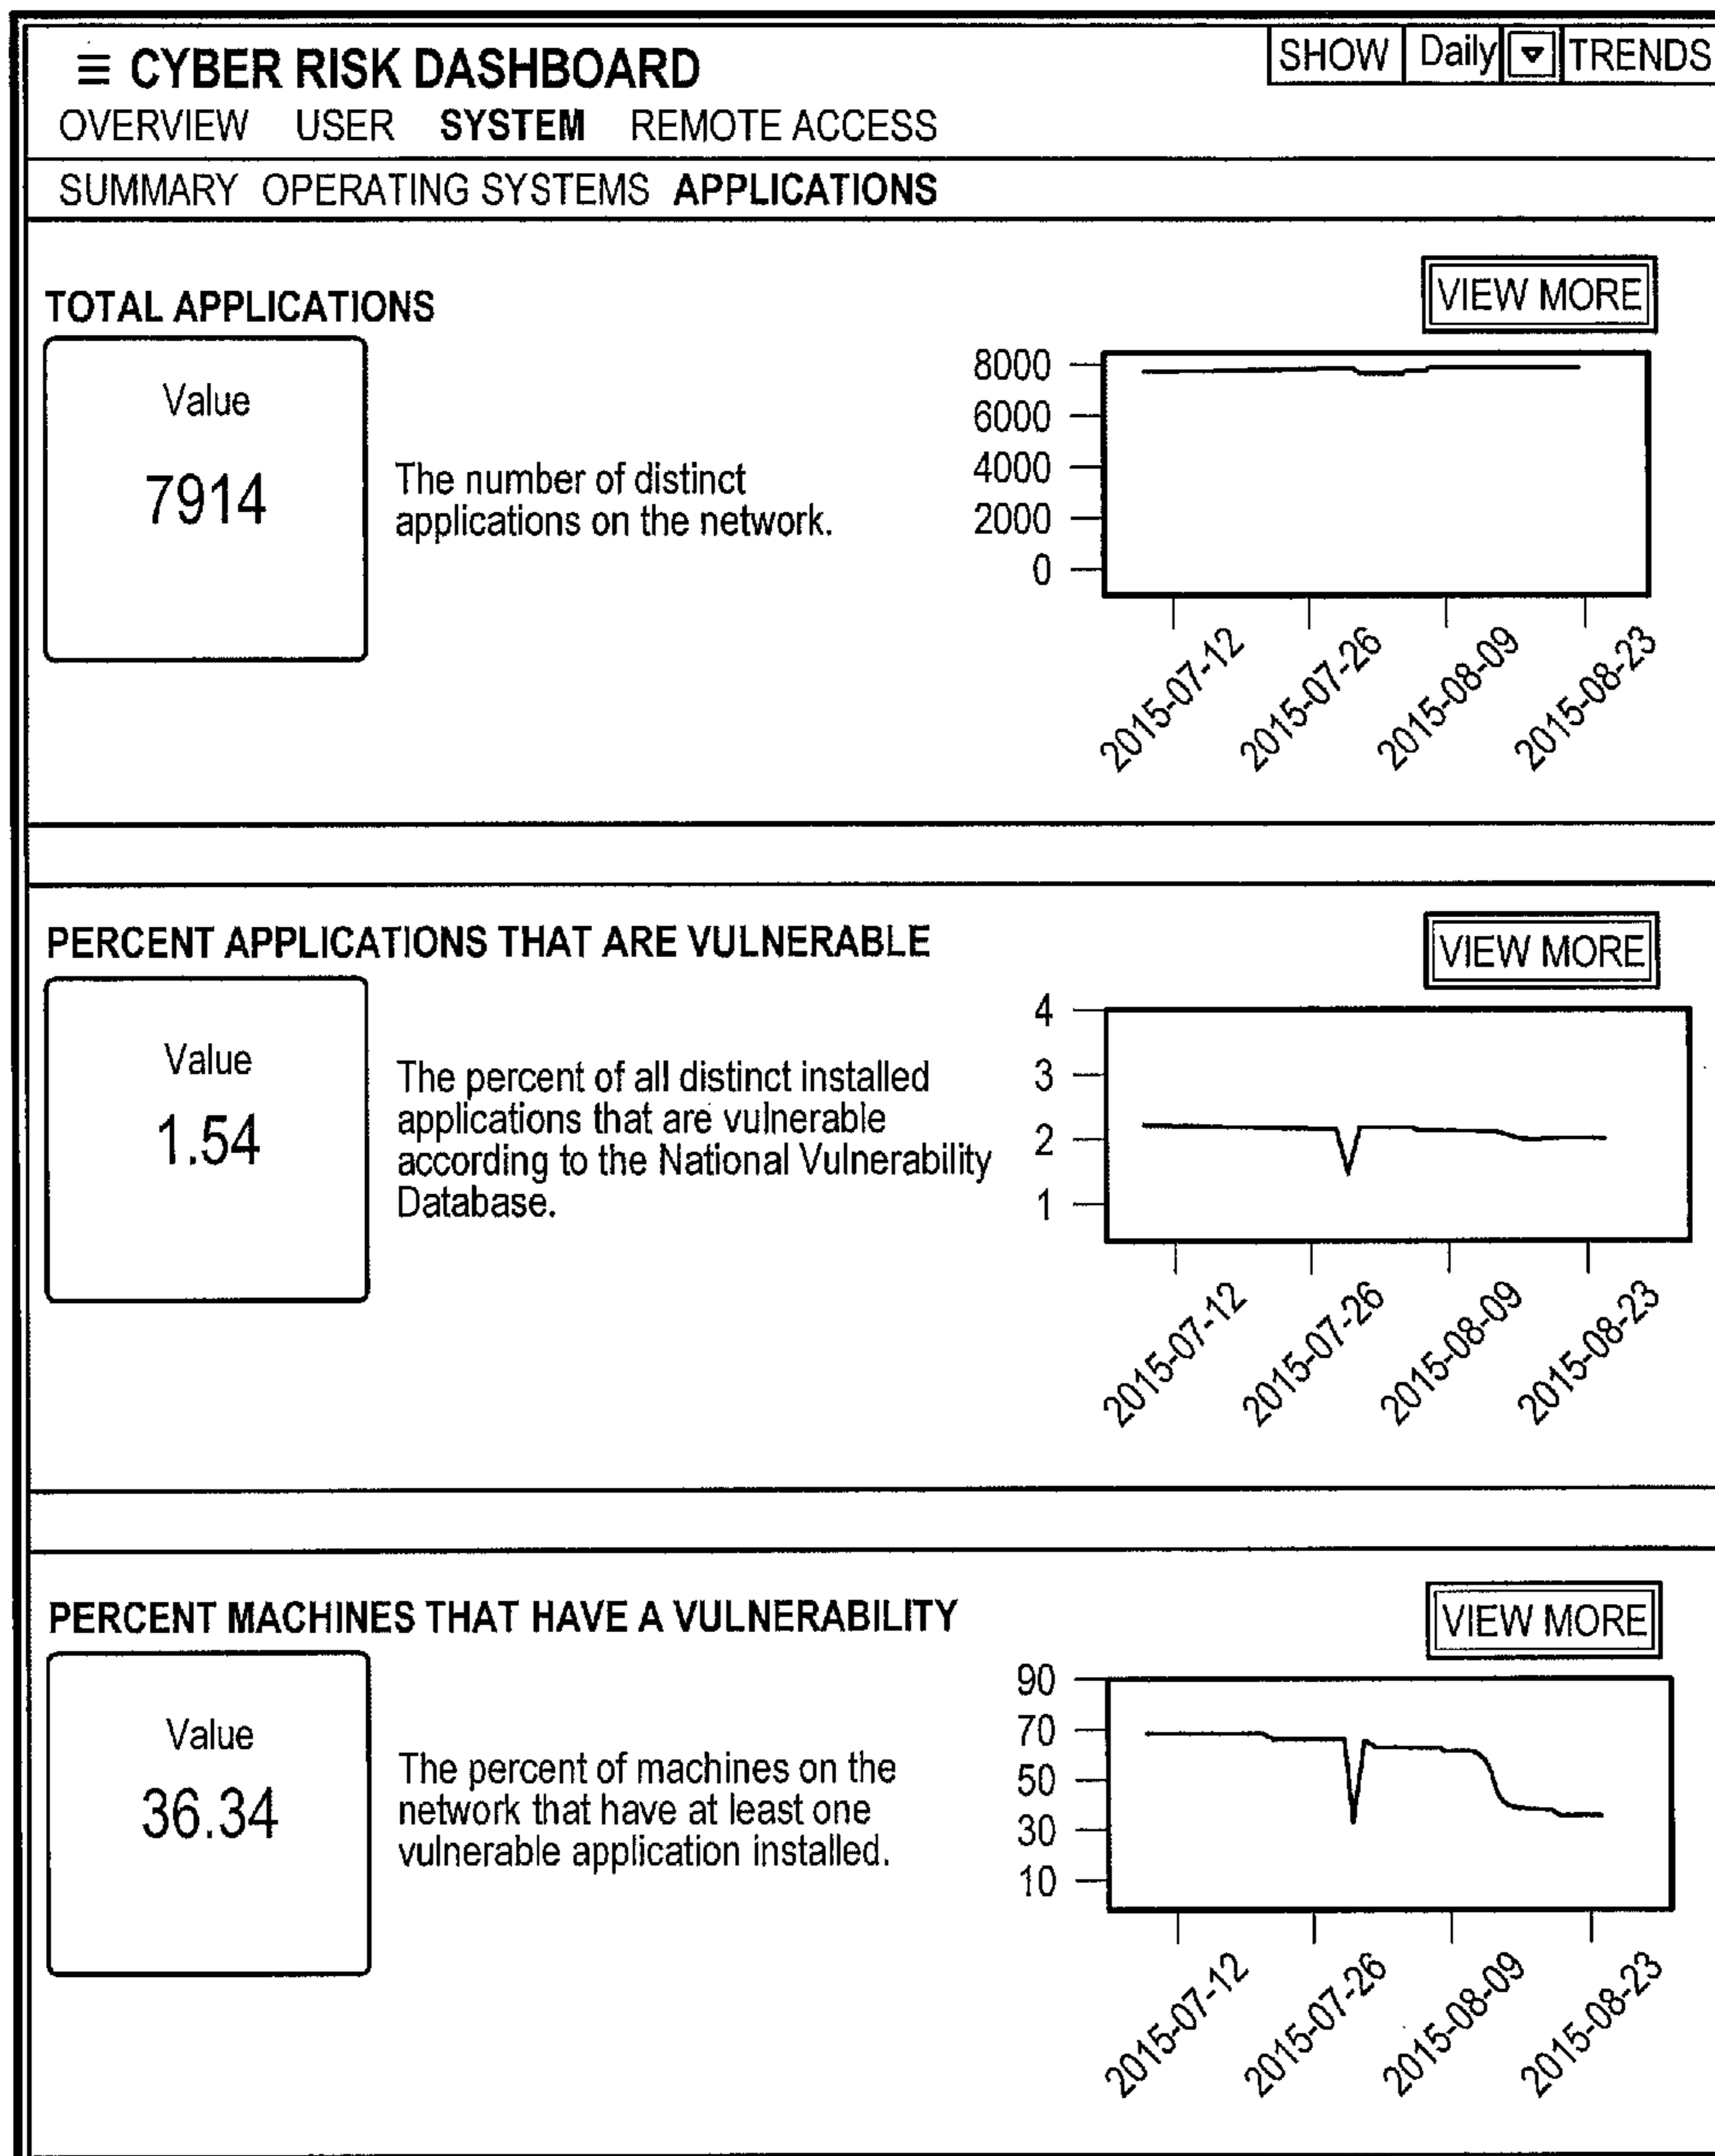 ≡ CYBER RISK DASHBOARD
SHOW Daily TRENDS
OVERVIEW USER SYSTEM REMOTE ACCESS
SUMMARY OPERATING SYSTEMS APPLICATIONS
TOTAL APPLICATIONS
VIEW MORE
Value
7914
The number of distinct
applications on the network.
8000
6000
4000
2000
0
2015-07-12
2015-07-26
2015-08-09
2015-08-23
PERCENT APPLICATIONS THAT ARE VULNERABLE
VIEW MORE
Value
1.54
The percent of all distinct installed
applications that are vulnerable
according to the National Vulnerability
Database.
4
3
2
1
2015-07-12
2015-07-26
2015-08-09
2015-08-23
PERCENT MACHINES THAT HAVE A VULNERABILITY
VIEW MORE
Value
36.34
The percent of machines on the
network that have at least one
vulnerable application installed.
90
70
50
30
10
2015-07-12
2015-07-26
2015-08-09
2015-08-23